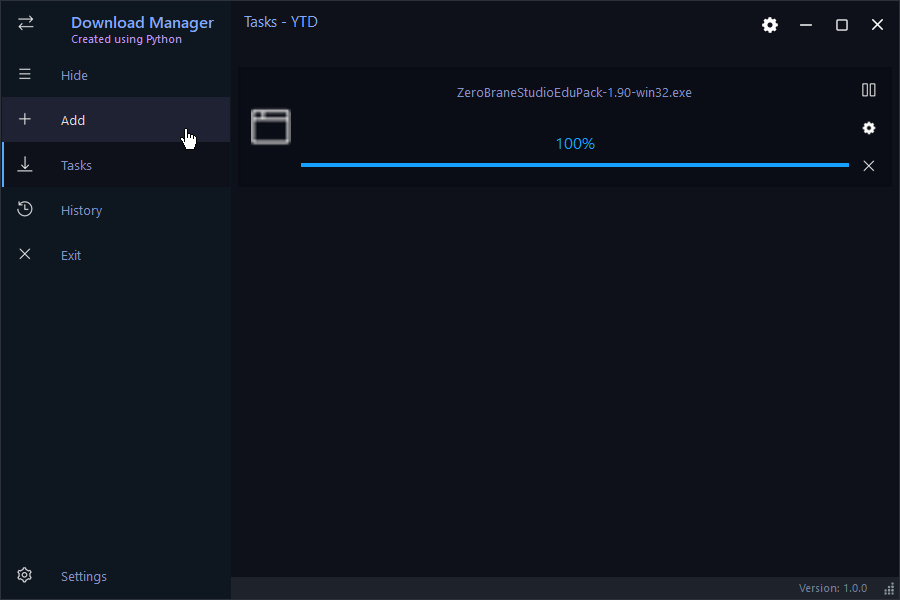 Download Manager
Created using Python
Hide
Add
Tasks
History
Exit
Settings
Tasks - YTD
ZeroBraneStudioEduPack-1.90-win32.exe
100%
Version: 1.0.0